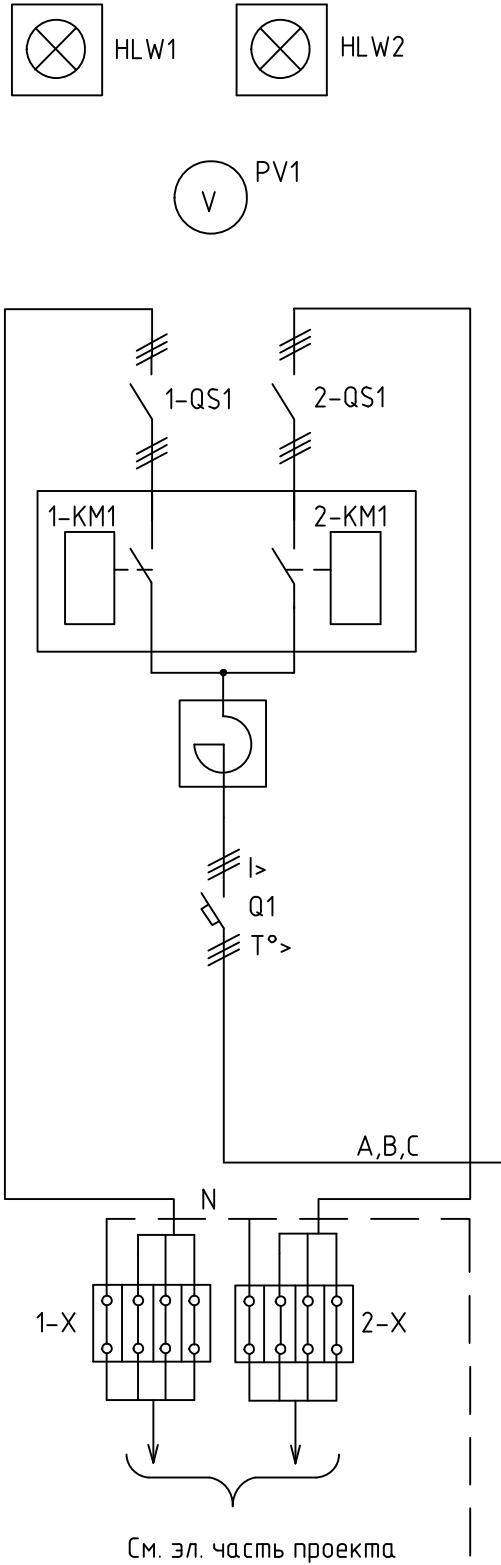 HLW1
HLW2
PV1
V
1-QS1
2-QS1
1-KM1
2-KM1
I>
Q1
T°>
A,B,C
N
1-X
2-X
См. эл. часть проекта